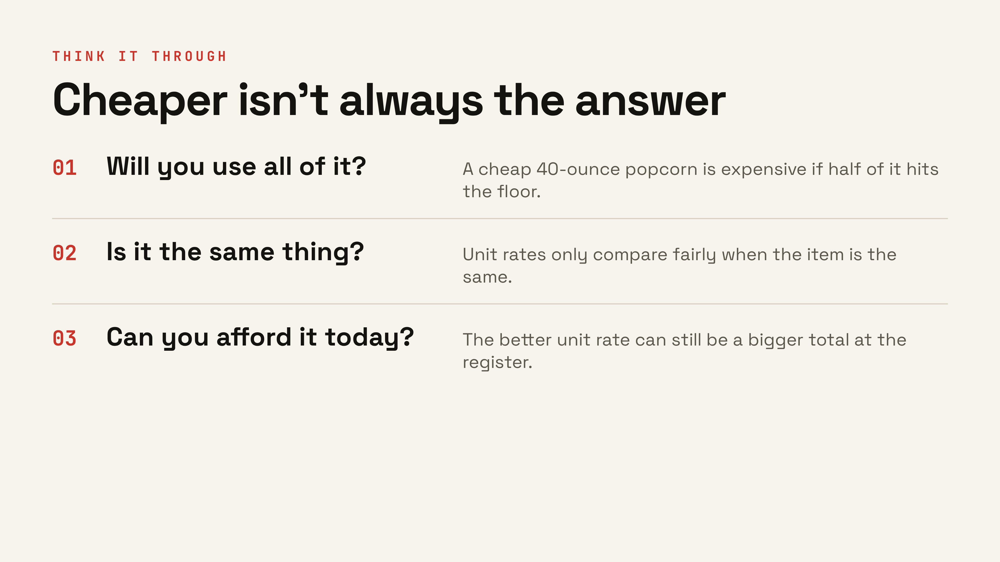 THINK IT THROUGH
Cheaper isn’t always the answer
01 Will you use all of it?
A cheap 40-ounce popcorn is expensive if half of it hits
the floor.
02 Is it the same thing?
Unit rates only compare fairly when the item is the
same.
03 Can you afford it today?
The better unit rate can still be a bigger total at the
register.